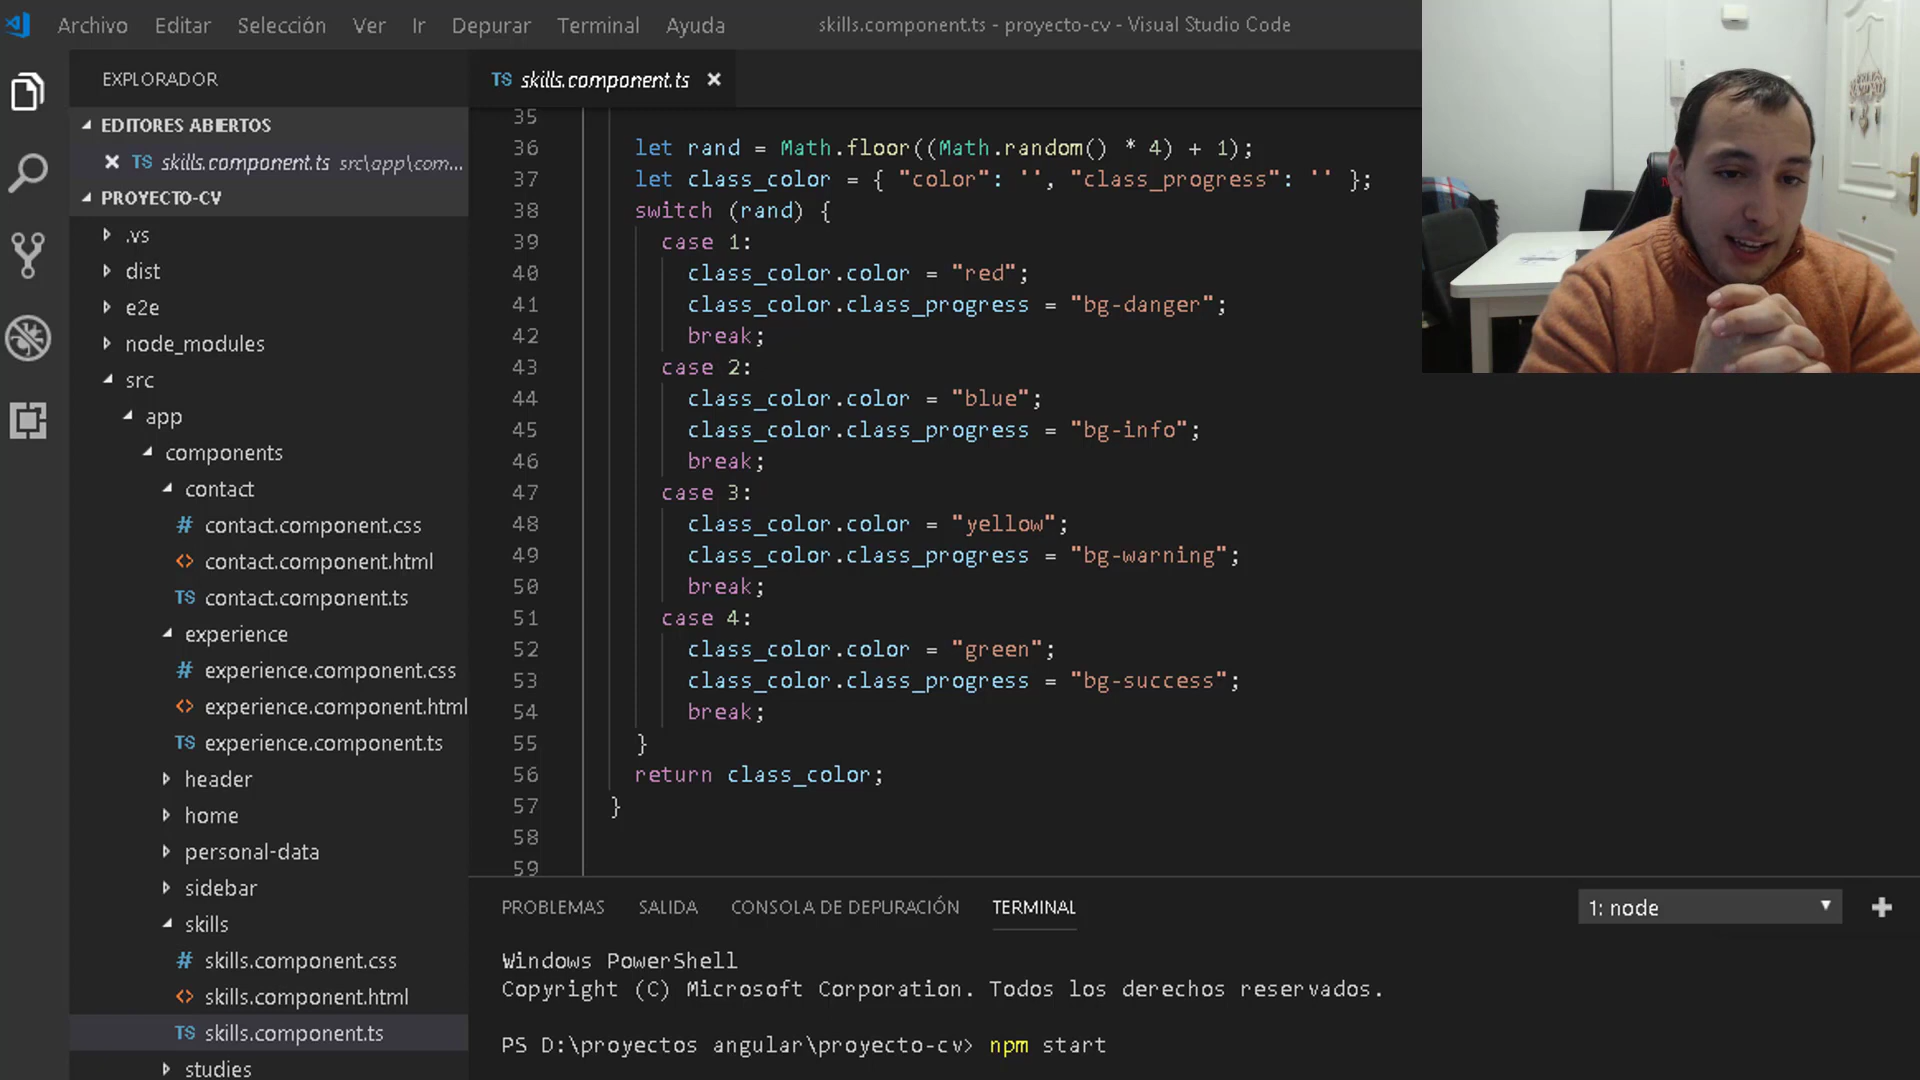 Archivo Editar Selección Ver Ir Depurar Terminal Ayuda skills.component.ts - proyecto-cv - Visual Studio Code
EXPLORADOR
EDITORES ABIERTOS
TS skills.component.ts src\app\com...
PROYECTO-CV
.vs
dist
e2e
node_modules
src
app
components
contact
# contact.component.css
<> contact.component.html
TS contact.component.ts
experience
# experience.component.css
<> experience.component.html
TS experience.component.ts
header
home
personal-data
sidebar
skills
# skills.component.css
<> skills.component.html
TS skills.component.ts
studies
TS skills.component.ts
35
36 let rand = Math.floor((Math.random() * 4) + 1);
37 let class_color = { "color": '', "class_progress": '' };
38 switch (rand) {
39 case 1:
40 class_color.color = "red";
41 class_color.class_progress = "bg-danger";
42 break;
43 case 2:
44 class_color.color = "blue";
45 class_color.class_progress = "bg-info";
46 break;
47 case 3:
48 class_color.color = "yellow";
49 class_color.class_progress = "bg-warning";
50 break;
51 case 4:
52 class_color.color = "green";
53 class_color.class_progress = "bg-success";
54 break;
55 }
56 return class_color;
57 }
58
59
PROBLEMAS SALIDA CONSOLA DE DEPURACIÓN TERMINAL 1: node
Windows PowerShell
Copyright (C) Microsoft Corporation. Todos los derechos reservados.
PS D:\proyectos angular\proyecto-cv> npm start